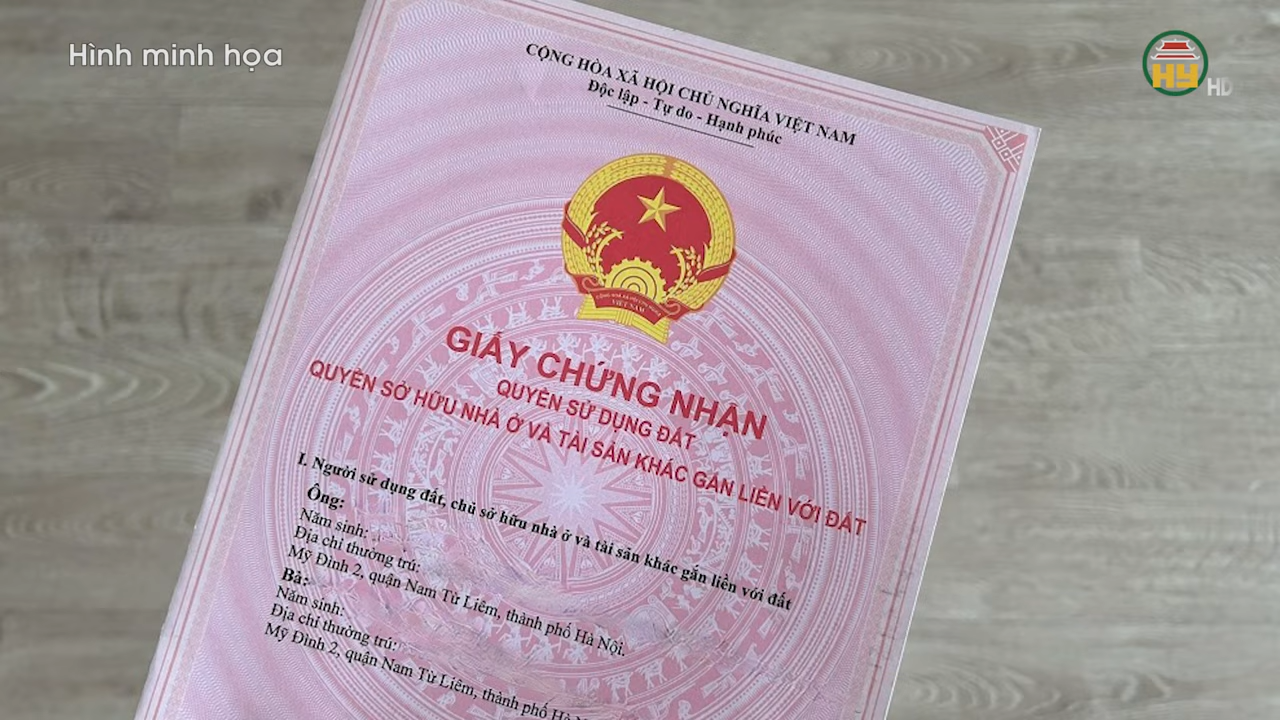 Hình minh họa
HY HD
CỘNG HÒA XÃ HỘI CHỦ NGHĨA VIỆT NAM
Độc lập - Tự do - Hạnh phúc
VIỆT NAM
GIẤY CHỨNG NHẬN
QUYỀN SỬ DỤNG ĐẤT
QUYỀN SỞ HỮU NHÀ Ở VÀ TÀI SẢN KHÁC GẮN LIỀN VỚI ĐẤT
I. Người sử dụng đất, chủ sở hữu nhà ở và tài sản khác gắn liền với đất
Ông:
Năm sinh:
Địa chỉ thường trú:
Mỹ Đình 2, quận Nam Từ Liêm, thành phố Hà Nội.
Bà:
Năm sinh:
Địa chỉ thường trú:
Mỹ Đình 2, quận Nam Từ Liêm, thành phố Hà